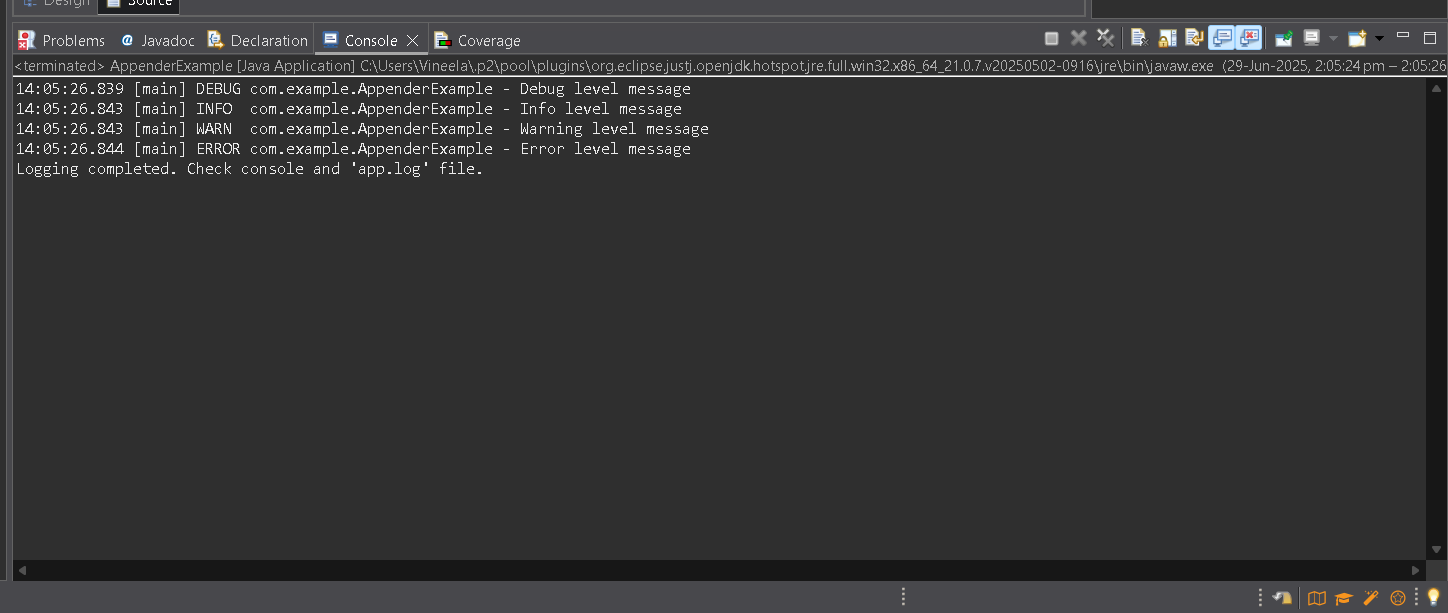 Design Source
Problems @ Javadoc Declaration Console Coverage
<terminated> AppenderExample [Java Application] C:\Users\Vineela\.p2\pool\plugins\org.eclipse.justj.openjdk.hotspot.jre.full.win32.x86_64_21.0.7.v20250502-0916\jre\bin\javaw.exe (29-Jun-2025, 2:05:24 pm – 2:05:26
14:05:26.839 [main] DEBUG com.example.AppenderExample - Debug level message
14:05:26.843 [main] INFO  com.example.AppenderExample - Info level message
14:05:26.843 [main] WARN  com.example.AppenderExample - Warning level message
14:05:26.844 [main] ERROR com.example.AppenderExample - Error level message
Logging completed. Check console and 'app.log' file.